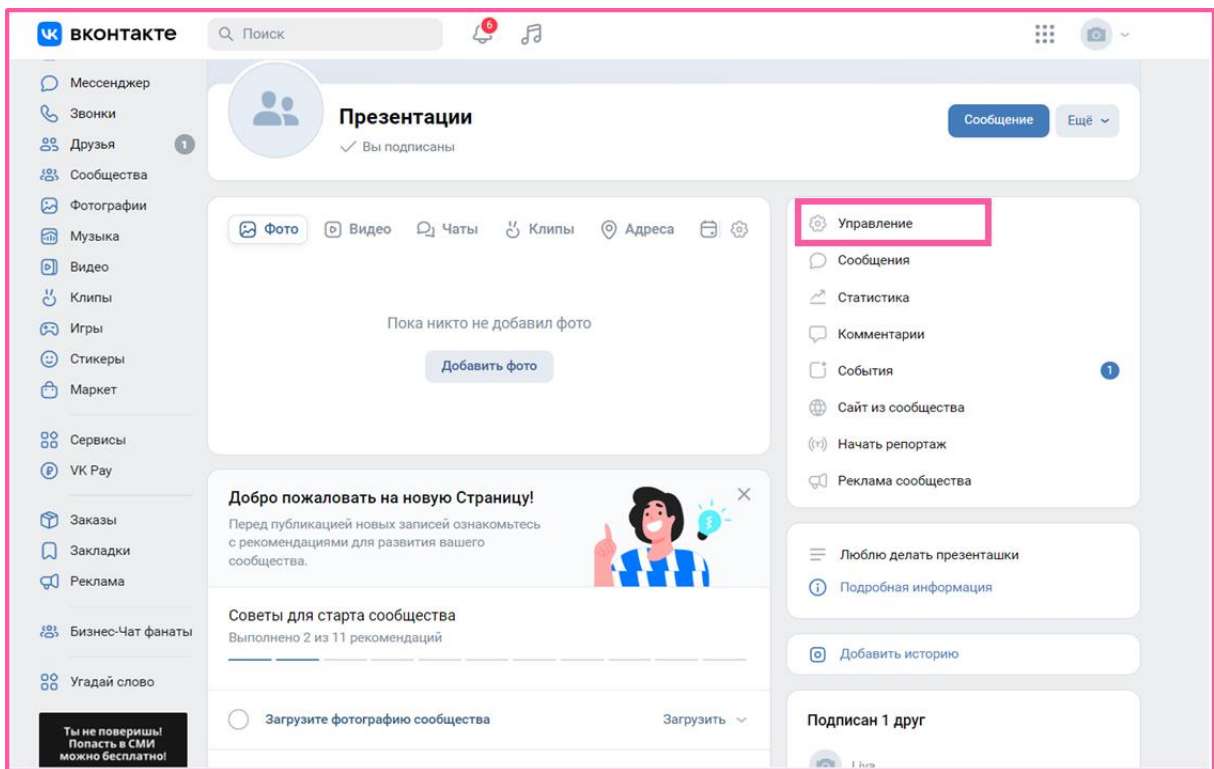 вконтакте
Поиск
6
Мессенджер
Звонки
Друзья
1
Сообщества
Фотографии
Музыка
Видео
Клипы
Игры
Стикеры
Маркет
Сервисы
VK Pay
Заказы
Закладки
Реклама
Бизнес-Чат фанаты
Угадай слово
Ты не поверишь!
Попасть в СМИ
можно бесплатно!
Презентации
Вы подписаны
Сообщение
Ещё
Фото Видео Чаты Клипы Адреса
Пока никто не добавил фото
Добавить фото
Добро пожаловать на новую Страницу!
Перед публикацией новых записей ознакомьтесь
с рекомендациями для развития вашего
сообщества.
Советы для старта сообщества
Выполнено 2 из 11 рекомендаций
Загрузите фотографию сообщества
Загрузить
Управление
Сообщения
Статистика
Комментарии
События
1
Сайт из сообщества
Начать репортаж
Реклама сообщества
Люблю делать презенташки
Подробная информация
Добавить историю
Подписан 1 друг